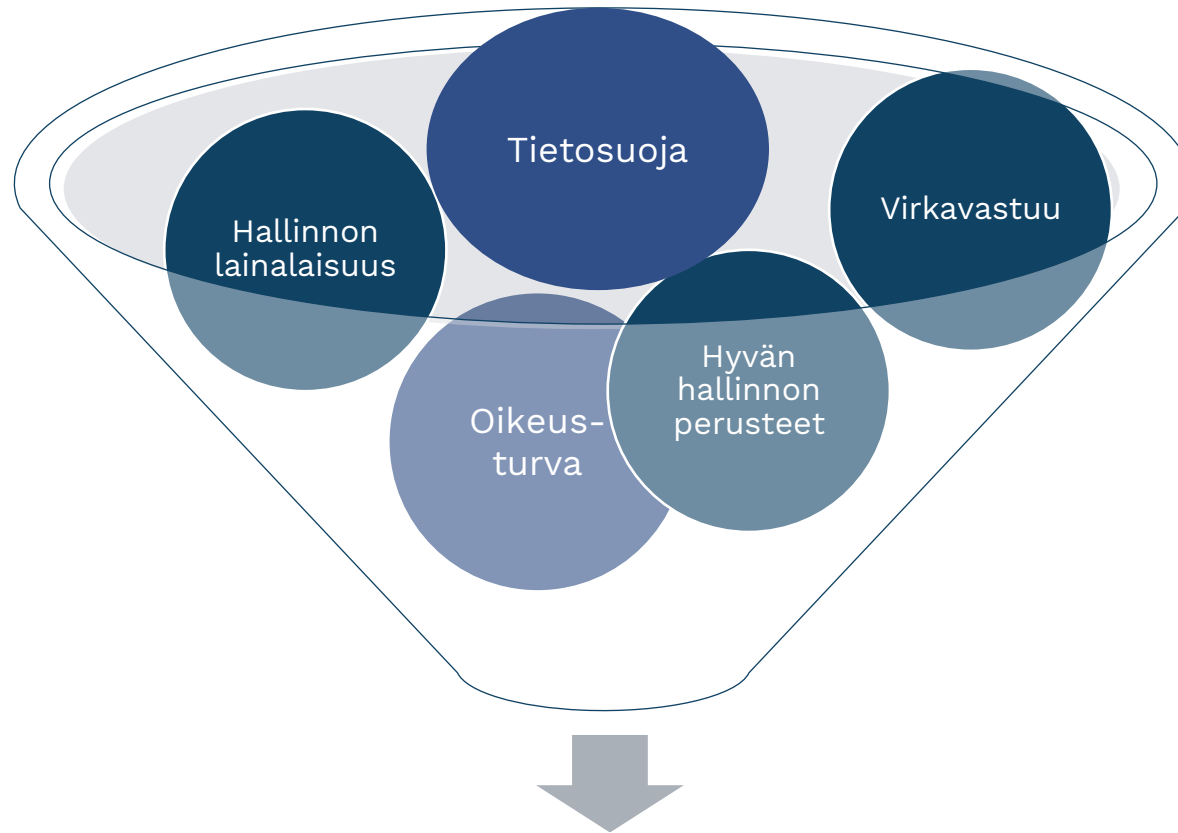 Tietosuoja
Hallinnon
lainalaisuus
Virkavastuu
Oikeus-
turva
Hyvän
hallinnon
perusteet